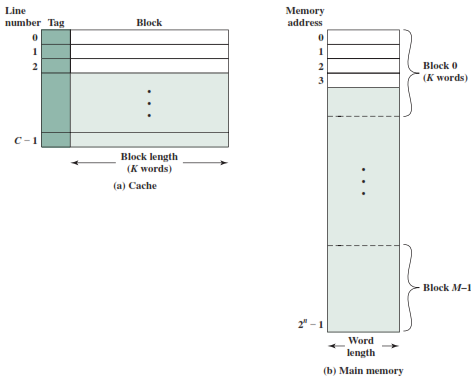 Line
number Tag
Block
0
1
2
C – 1
Block length
(K words)
(a) Cache
Memory
address
0
1
2
3
Block 0
(K words)
Block M–1
2ⁿ – 1
Word
length
(b) Main memory